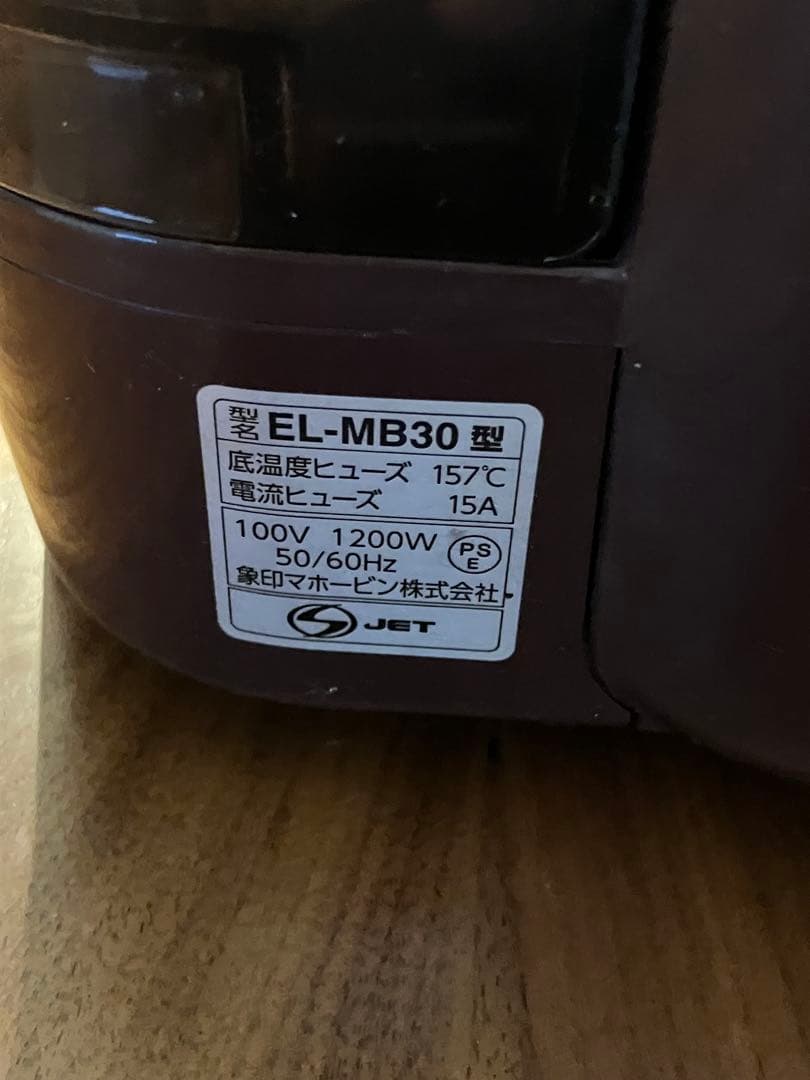 型名 EL-MB30 型
底温度ヒューズ 157℃
電流ヒューズ 15A
100V 1200W
50/60Hz
PS
E
象印マホービン株式会社
JET